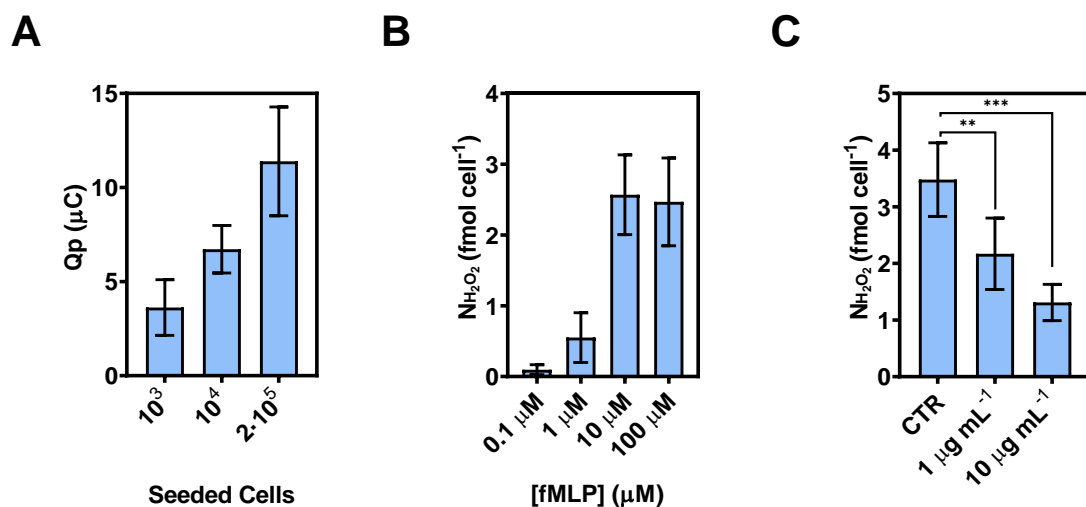 A
Qp (μC)
15
10
5
0
10³
10⁴
2·10⁵
Seeded Cells
B
N_H₂O₂ (fmol cell⁻¹)
4
3
2
1
0
0.1 μM
1 μM
10 μM
100 μM
[fMLP] (μM)
C
N_H₂O₂ (fmol cell⁻¹)
5
4
3
2
1
0
***
**
CTR
1 μg mL⁻¹
10 μg mL⁻¹